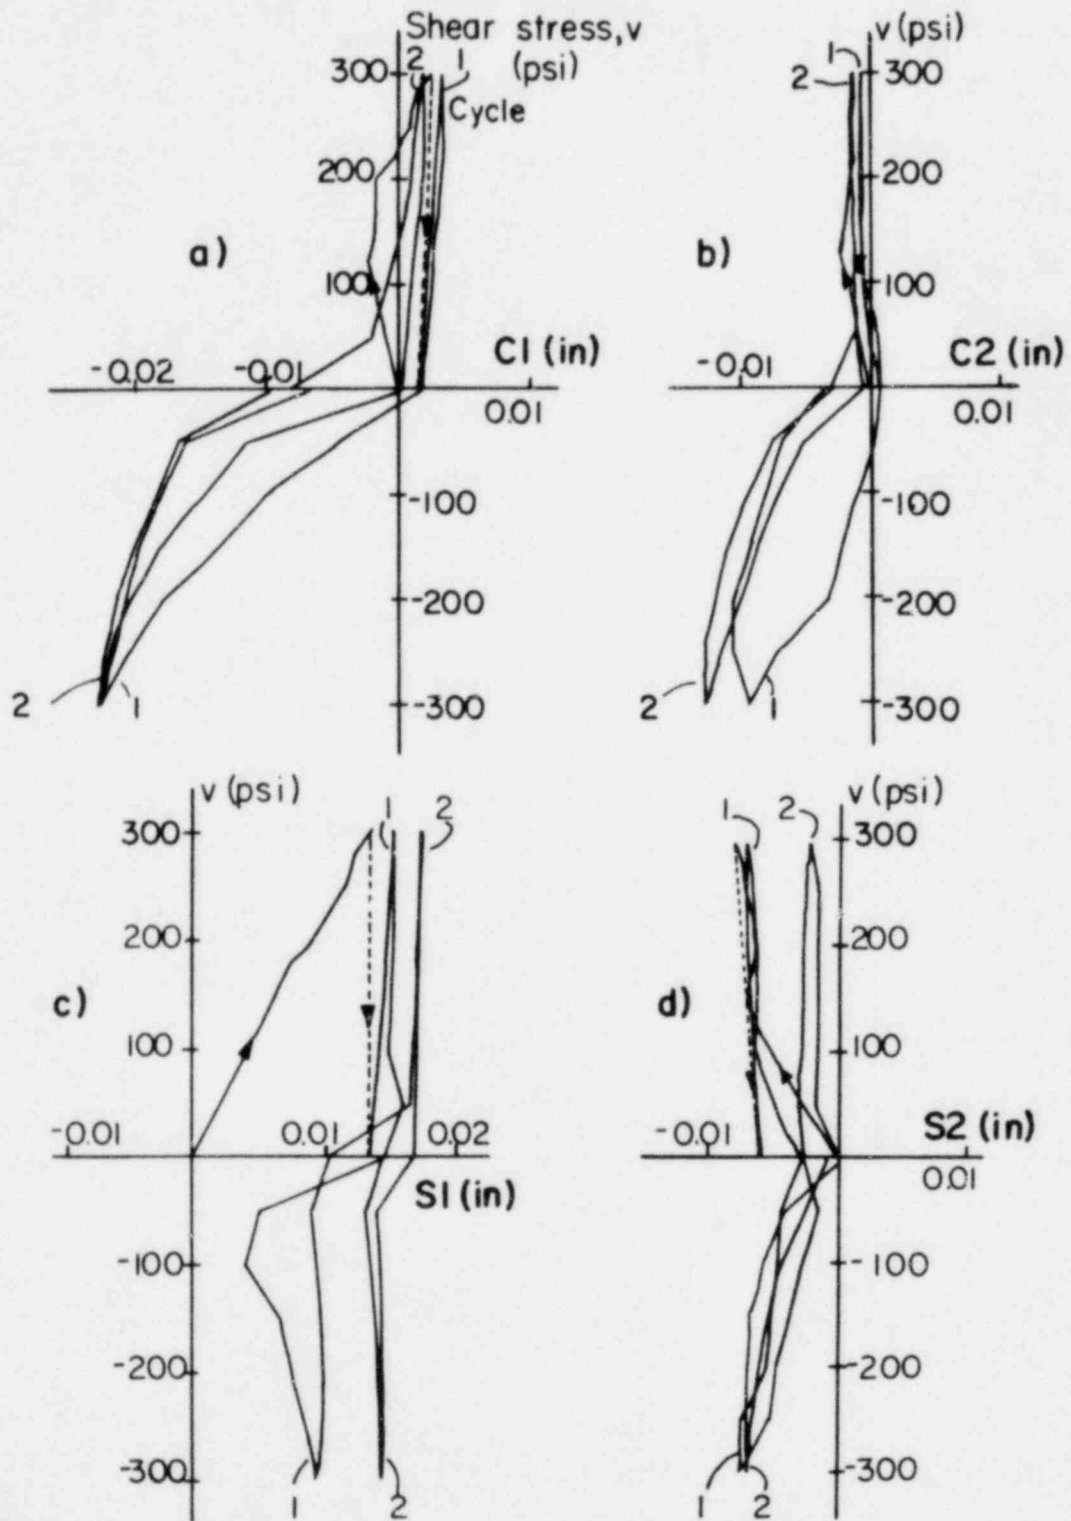 Shear stress, v
(psi)
2 1
300
Cycle
200
a)
100
C1 (in)
-0.02 -0.01
0.01
-100
-200
2 1
-300
v (psi)
1
2
300
200
b)
100
-0.01
C2 (in)
0.01
-100
-200
2 1
-300
v (psi)
1 2
300
200
c)
100
-0.01 0.01 0.02
S1 (in)
-100
-200
-300
1 2
v (psi)
1 2
300
200
d)
100
-0.01
S2 (in)
0.01
-100
-200
-300
1 2